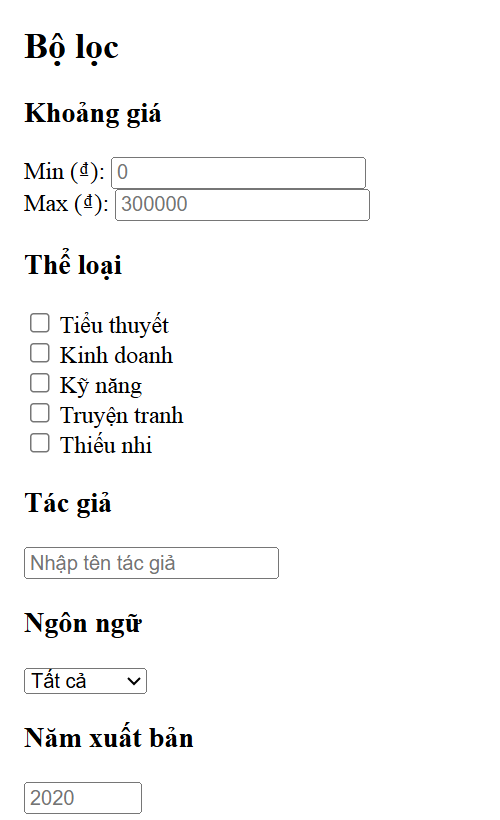 Bộ lọc
Khoảng giá
Min (₫): 0
Max (₫): 300000
Thể loại
Tiểu thuyết
Kinh doanh
Kỹ năng
Truyện tranh
Thiếu nhi
Tác giả
Nhập tên tác giả
Ngôn ngữ
Tất cả
Năm xuất bản
2020